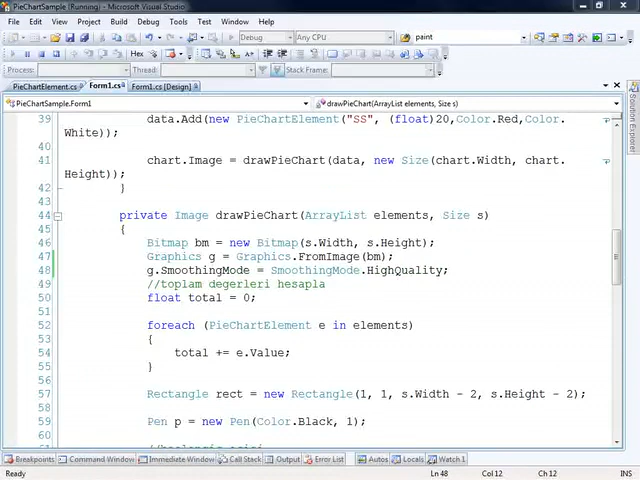 PieChartSample (Running) - Microsoft Visual Studio
File Edit View Project Build Debug Tools Test Window Help
Debug Any CPU paint
Hex
Process: Thread: Stack Frame:
PieChartElement.cs Form1.cs Form1.cs [Design]
PieChartSample.Form1 drawPieChart(ArrayList elements, Size s)
39 data.Add(new PieChartElement("SS", (float)20,Color.Red,Color.
White));
40
41 chart.Image = drawPieChart(data, new Size(chart.Width, chart.
Height));
42 }
43
44 private Image drawPieChart(ArrayList elements, Size s)
45 {
46 Bitmap bm = new Bitmap(s.Width, s.Height);
47 Graphics g = Graphics.FromImage(bm);
48 g.SmoothingMode = SmoothingMode.HighQuality;
49 //toplam degerleri hesapla
50 float total = 0;
51
52 foreach (PieChartElement e in elements)
53 {
54 total += e.Value;
55 }
56
57 Rectangle rect = new Rectangle(1, 1, s.Width - 2, s.Height - 2);
58
59 Pen p = new Pen(Color.Black, 1);
60
Solution Explorer
Breakpoints Command Window Immediate Window Call Stack Output Error List Autos Locals Watch 1
Ready Ln 48 Col 12 Ch 12 INS